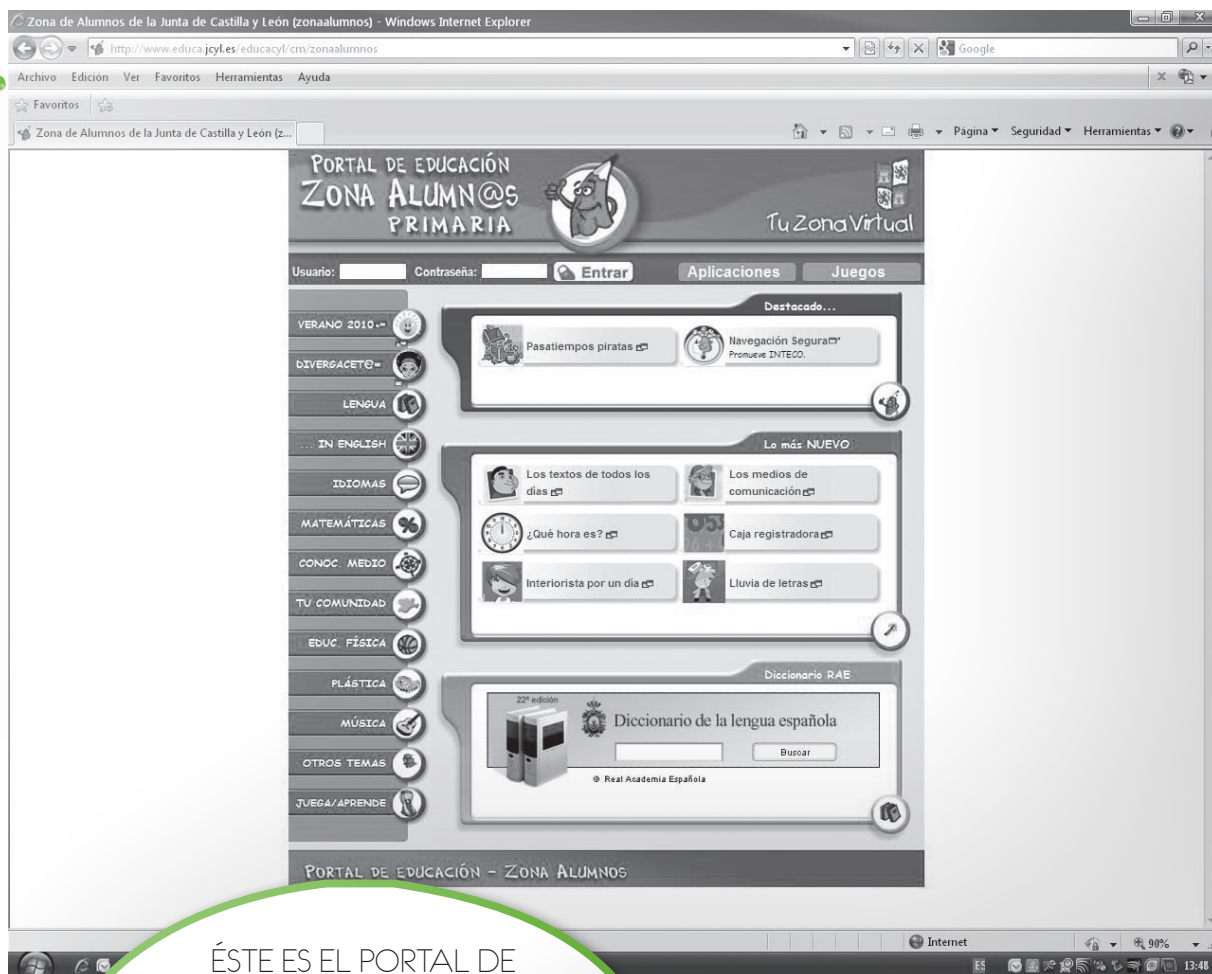 Zona de Alumnos de la Junta de Castilla y León (zonaalumnos) - Windows Internet Explorer
http://www.educa.jcyl.es/educacyl/cm/zonaalumnos
Google
Archivo Edición Ver Favoritos Herramientas Ayuda
Favoritos
Zona de Alumnos de la Junta de Castilla y León (z...
Página Seguridad Herramientas
PORTAL DE EDUCACIÓN
ZONA ALUMN@S
PRIMARIA
Tu Zona Virtual
Usuario: Contraseña: Entrar Aplicaciones Juegos
VERANO 2010
DIVERGACET@
LENGUA
... IN ENGLISH
IDIOMAS
MATEMÁTICAS
CONOC. MEDIO
TU COMUNIDAD
EDUC. FÍSICA
PLÁSTICA
MÚSICA
OTROS TEMAS
JUEGA/APRENDE
Destacado...
Pasatiempos piratas
Navegación Segura
Promueve INTECO.
Lo más NUEVO
Los textos de todos los
días
Los medios de
comunicación
¿Qué hora es?
Caja registradora
Interiorista por un día
Lluvia de letras
Diccionario RAE
22ª edición
Diccionario de la lengua española
Buscar
© Real Academia Española
PORTAL DE EDUCACIÓN - ZONA ALUMNOS
Internet
90%
ES
13:48
ÉSTE ES EL PORTAL DE